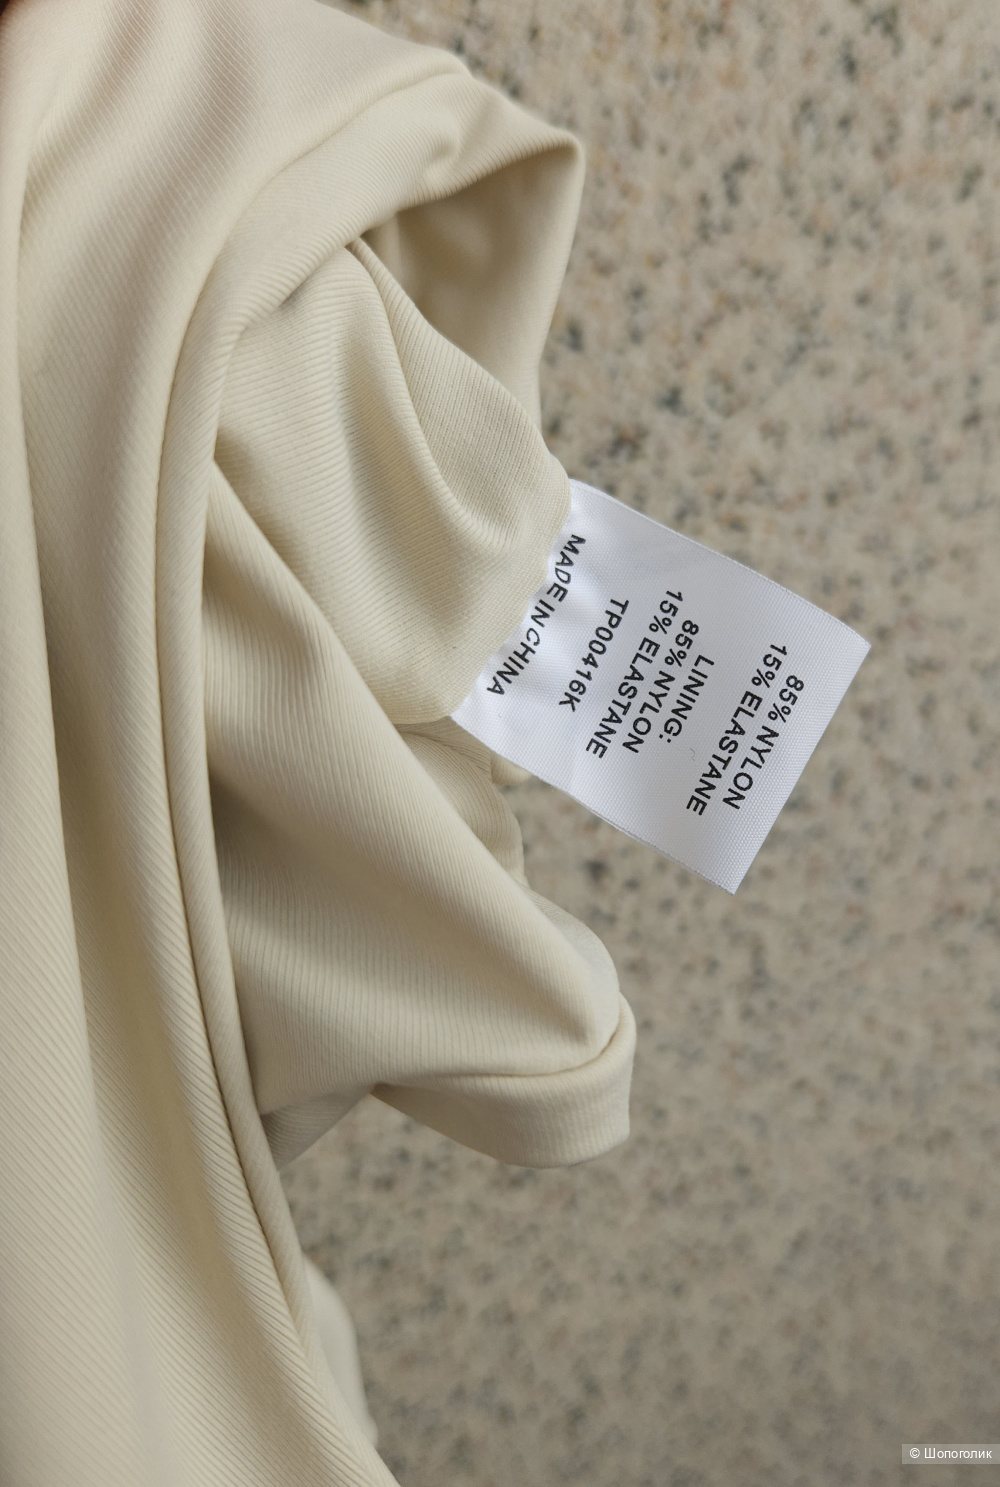 85% NYLON
15% ELASTANE
LINING:
85% NYLON
15% ELASTANE
TP00416K
MADE IN CHINA
© Шопоголик